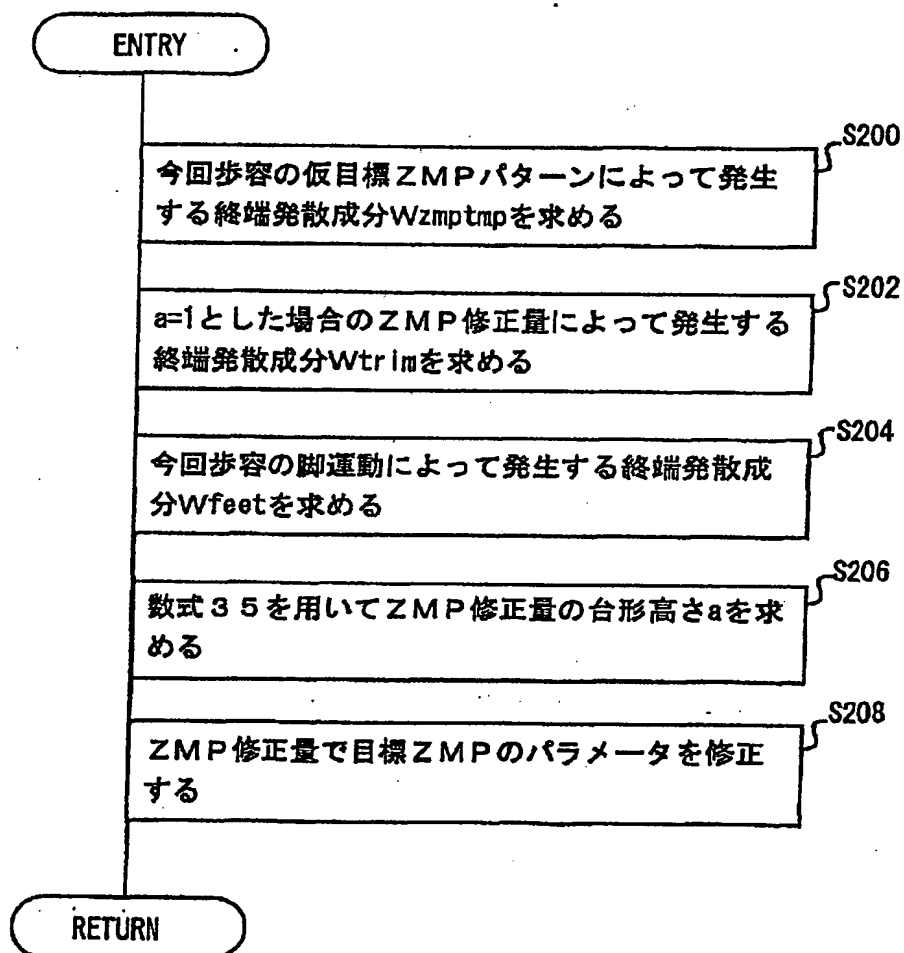 ENTRY
S200
今回歩容の仮目標ZMPパターンによって発生
する終端発散成分Wzmptmpを求める
S202
a=1とした場合のZMP修正量によって発生する
終端発散成分Wtrimを求める
S204
今回歩容の脚運動によって発生する終端発散成
分Wfeetを求める
S206
数式35を用いてZMP修正量の台形高さaを求
める
S208
ZMP修正量で目標ZMPのパラメータを修正
する
RETURN